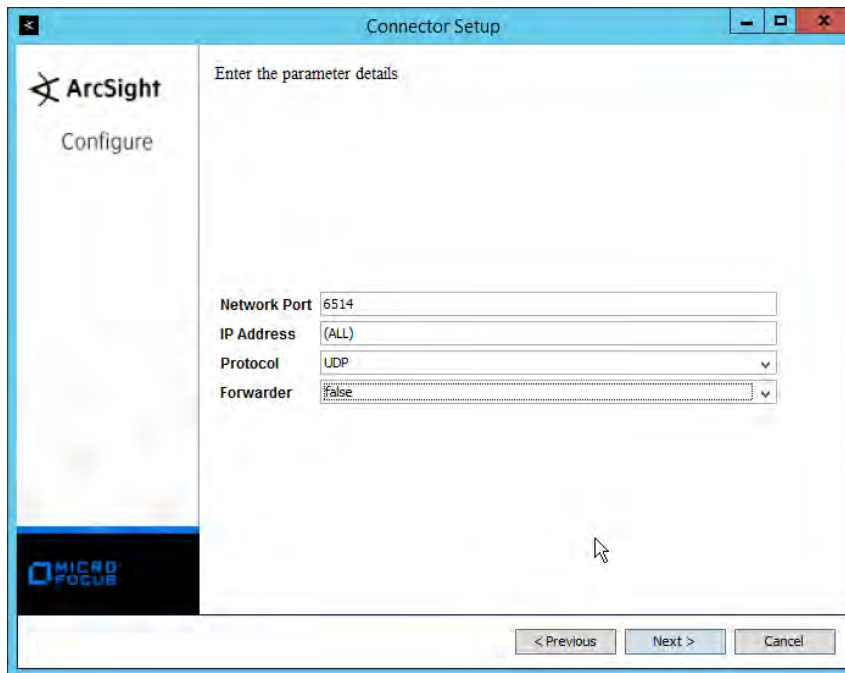 Connector Setup
ArcSight
Configure
Enter the parameter details
Network Port 6514
IP Address (ALL)
Protocol UDP
Forwarder false
MICRO
FOCUS
< Previous Next > Cancel